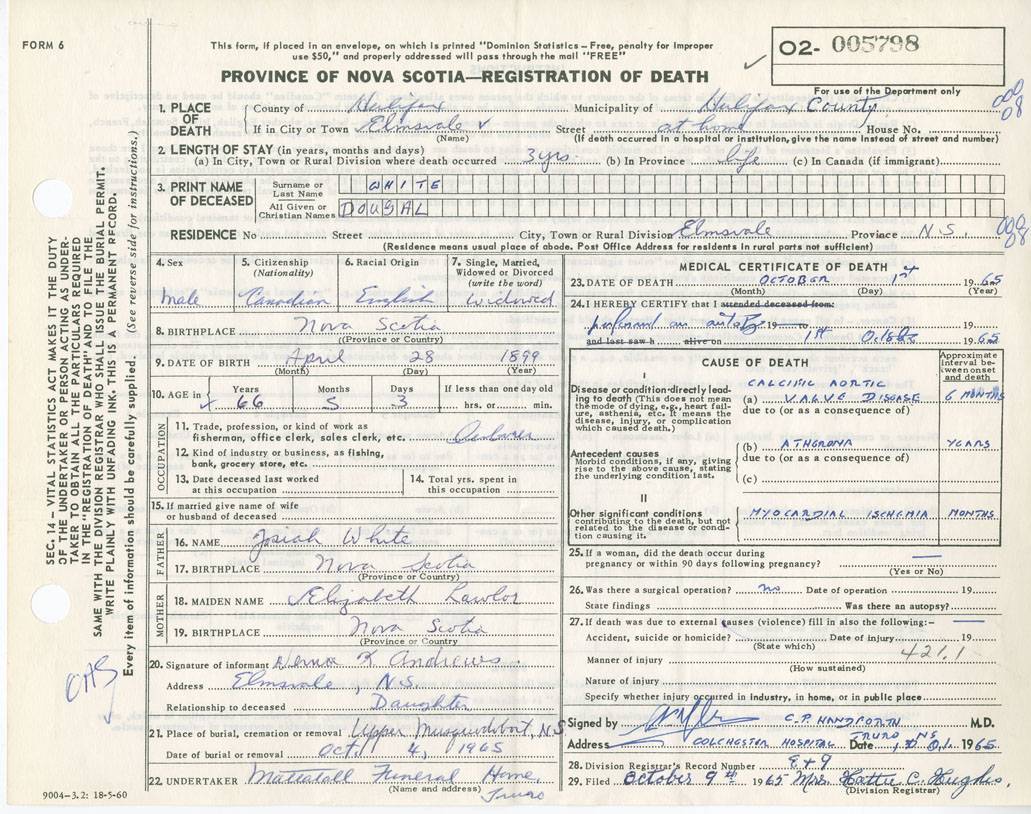 FORM 6
This form, if placed in an envelope, on which is printed "Dominion Statistics – Free, penalty for improper
use $50," and properly addressed will pass through the mail "FREE"
PROVINCE OF NOVA SCOTIA—REGISTRATION OF DEATH
O2- 005798
For use of the Department only
1. PLACE OF DEATH
County of Halifax Municipality of Halifax County
If in City or Town Elmsvale Street at home House No.
(Name) (If death occurred in a hospital or institution, give the name instead of street and number)
2. LENGTH OF STAY (in years, months and days)
(a) In City, Town or Rural Division where death occurred 3 yrs. (b) In Province life (c) In Canada (if immigrant)
3. PRINT NAME OF DECEASED
Surname or Last Name WHITE
All Given or Christian Names DOUGAL
RESIDENCE No Street City, Town or Rural Division Elmsvale Province N.S.
(Residence means usual place of abode. Post Office Address for residents in rural parts not sufficient)
4. Sex Male
5. Citizenship (Nationality) Canadian
6. Racial Origin English
7. Single, Married, Widowed or Divorced (write the word) widowed
8. BIRTHPLACE Nova Scotia
(Province or Country)
9. DATE OF BIRTH April 28 1899
(Month) (Day) (Year)
10. AGE in Years 66 Months 5 Days 3 If less than one day old hrs. or min.
OCCUPATION
11. Trade, profession, or kind of work as
fisherman, office clerk, sales clerk, etc.
12. Kind of industry or business, as fishing,
bank, grocery store, etc.
13. Date deceased last worked
at this occupation
14. Total yrs. spent in
this occupation
15. If married give name of wife
or husband of deceased
FATHER
16. NAME Josiah White
17. BIRTHPLACE Nova Scotia
(Province or Country)
MOTHER
18. MAIDEN NAME Elizabeth Lawlor
19. BIRTHPLACE Nova Scotia
(Province or Country)
20. Signature of informant Verna K Andrews
Address Elmsvale, N.S.
Relationship to deceased Daughter
21. Place of burial, cremation or removal Upper Musquodoboit, N.S.
Date of burial or removal Oct 4, 1965
22. UNDERTAKER Mattatall Funeral Home,
(Name and address) Truro
9004-3.2: 18-5-60
MEDICAL CERTIFICATE OF DEATH
23. DATE OF DEATH OCTOBER 1st 1965
(Month) (Day) (Year)
24. I HEREBY CERTIFY that I attended deceased from:
19 to 19
and last saw h alive on 1st 1965
CAUSE OF DEATH
Approximate interval between onset and death
I
Disease or condition directly leading to death (This does not mean the mode of dying, e.g., heart failure, asthenia, etc. It means the disease, injury, or complication which caused death.)
(a) CALCIFIC AORTIC VALVE DISEASE 6 MONTHS
due to (or as a consequence of)
Antecedent causes
Morbid conditions, if any, giving rise to the above cause, stating the underlying condition last.
(b) ATHEROMA YEARS
due to (or as a consequence of)
(c)
II
Other significant conditions contributing to the death, but not related to the disease or condition causing it.
MYOCARDIAL ISCHEMIA MONTHS
25. If a woman, did the death occur during
pregnancy or within 90 days following pregnancy?
(Yes or No)
26. Was there a surgical operation? no Date of operation 19
State findings Was there an autopsy?
27. If death was due to external causes (violence) fill in also the following:–
Accident, suicide or homicide? Date of injury 19
(State which) 421.1
Manner of injury
(How sustained)
Nature of injury
Specify whether injury occurred in industry, in home, or in public place
Signed by C.P. HANDFORTH M.D.
Address COLCHESTER HOSPITAL TRURO NS Date 1965
28. Division Registrar's Record Number
29. Filed October 9th 1965 Mrs. Hattie C. Hughes.
(Division Registrar)
SEC. 14 – VITAL STATISTICS ACT MAKES IT THE DUTY
OF THE UNDERTAKER OR PERSON ACTING AS UNDER-
TAKER TO OBTAIN ALL THE PARTICULARS REQUIRED
IN THE "REGISTRATION OF DEATH" AND TO FILE THE
SAME WITH THE DIVISION REGISTRAR WHO SHALL ISSUE THE BURIAL PERMIT.
WRITE PLAINLY WITH UNFADING INK. THIS IS A PERMANENT RECORD.
Every item of information should be carefully supplied. (See reverse side for instructions.)